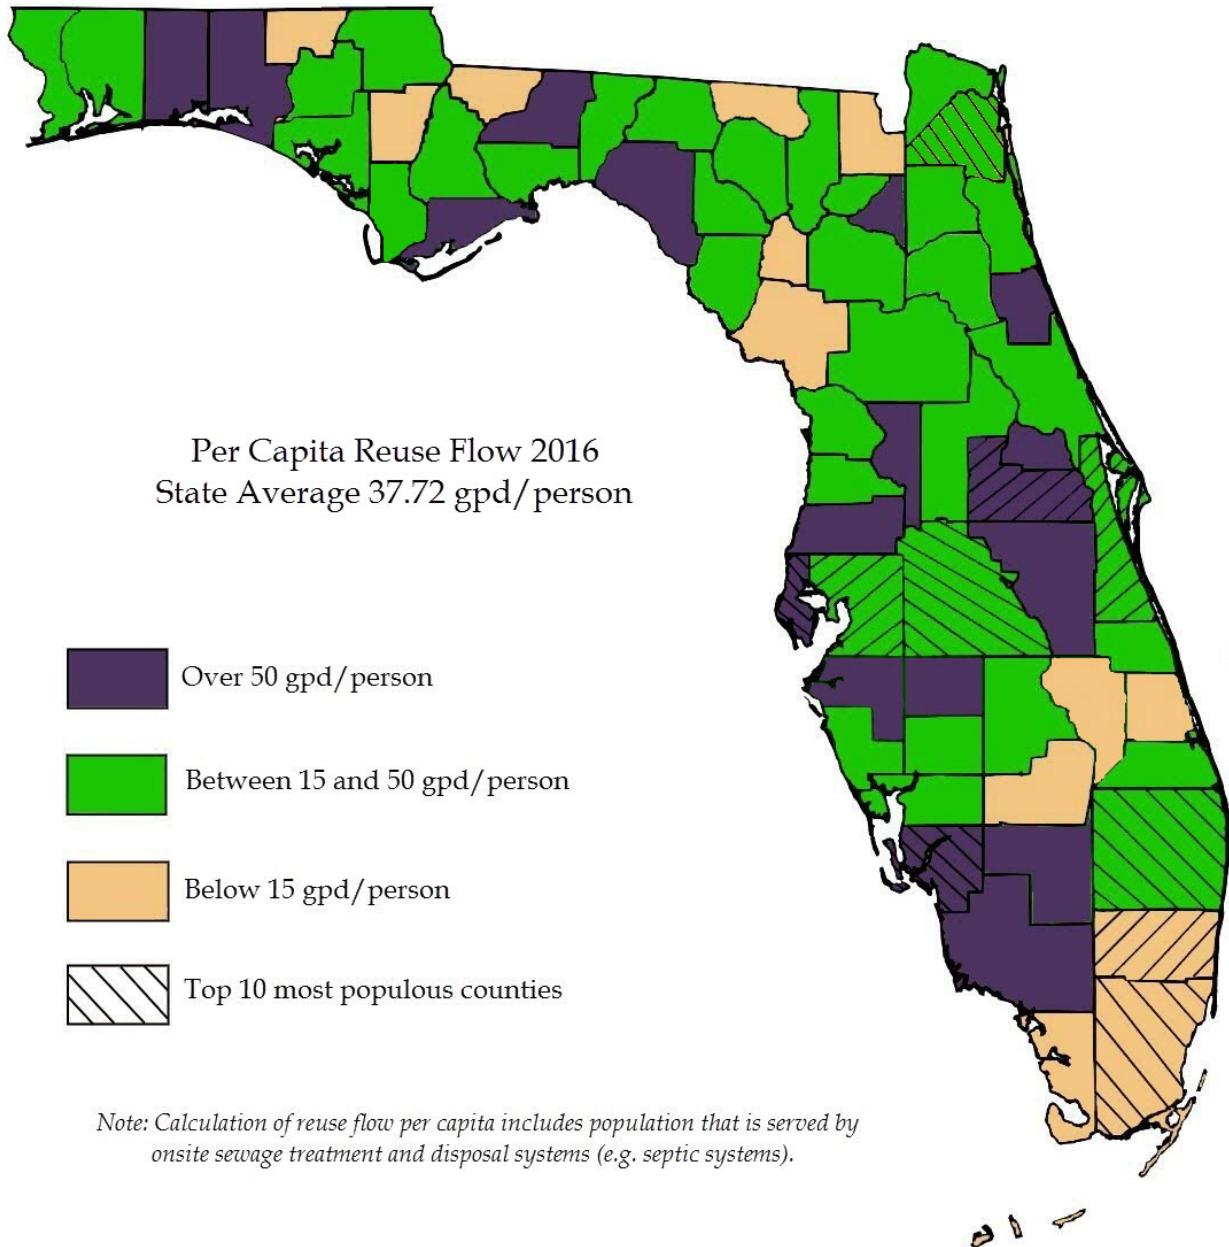 Per Capita Reuse Flow 2016
State Average 37.72 gpd/person
Over 50 gpd/person
Between 15 and 50 gpd/person
Below 15 gpd/person
Top 10 most populous counties
Note: Calculation of reuse flow per capita includes population that is served by
onsite sewage treatment and disposal systems (e.g. septic systems).